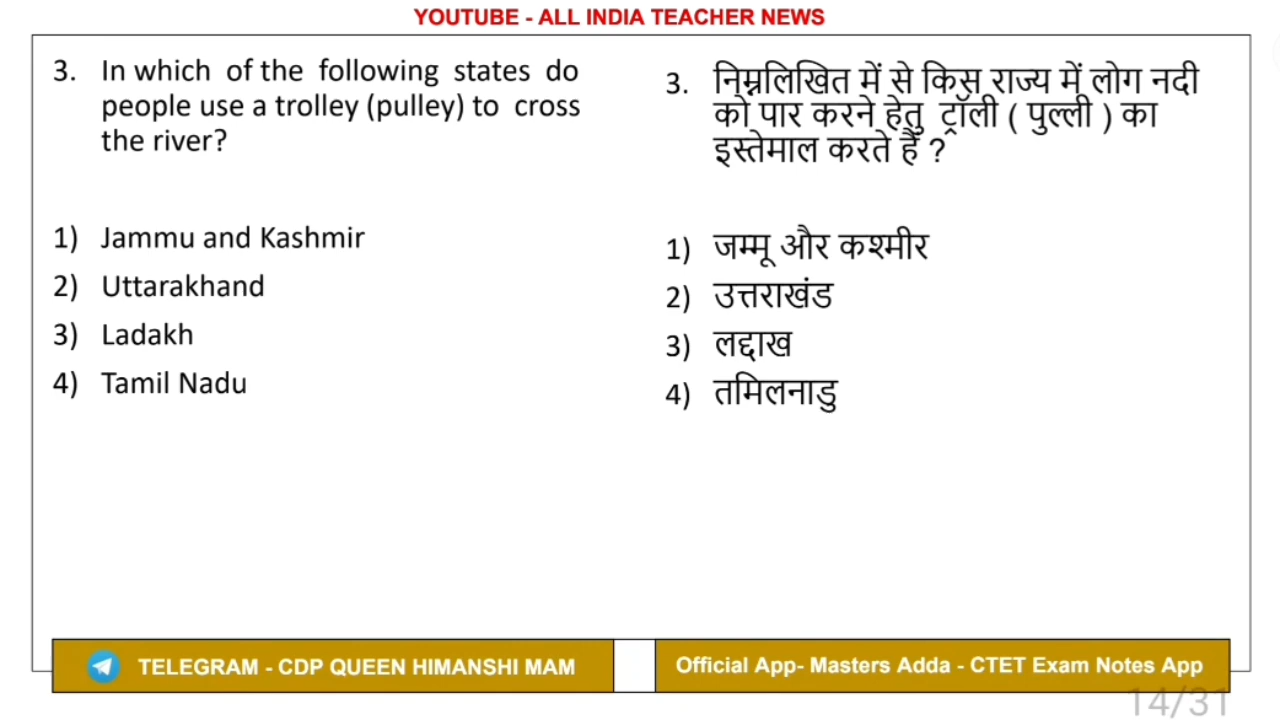 YOUTUBE - ALL INDIA TEACHER NEWS
3. In which of the following states do
people use a trolley (pulley) to cross
the river?
1) Jammu and Kashmir
2) Uttarakhand
3) Ladakh
4) Tamil Nadu
3. निम्नलिखित में से किस राज्य में लोग नदी
को पार करने हेतु ट्रॉली ( पुल्ली ) का
इस्तेमाल करते हैं ?
1) जम्मू और कश्मीर
2) उत्तराखंड
3) लद्दाख
4) तमिलनाडु
TELEGRAM - CDP QUEEN HIMANSHI MAM
Official App- Masters Adda - CTET Exam Notes App
14/31